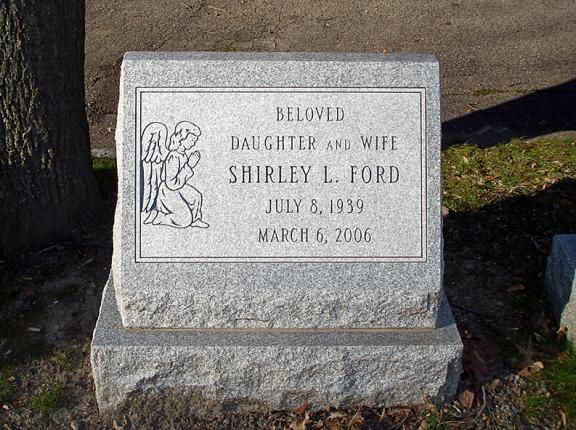 BELOVED
DAUGHTER AND WIFE
SHIRLEY L. FORD
JULY 8, 1939
MARCH 6, 2006